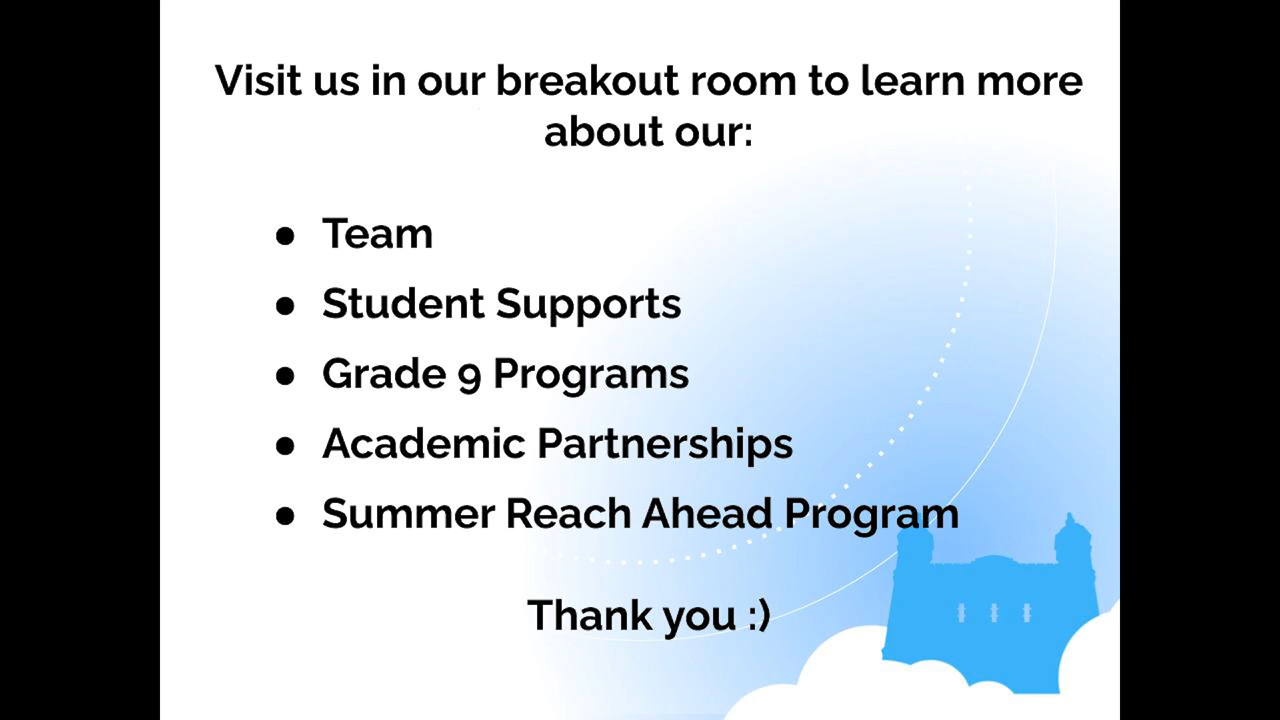 Visit us in our breakout room to learn more
about our:
● Team
● Student Supports
● Grade 9 Programs
● Academic Partnerships
● Summer Reach Ahead Program
Thank you :)